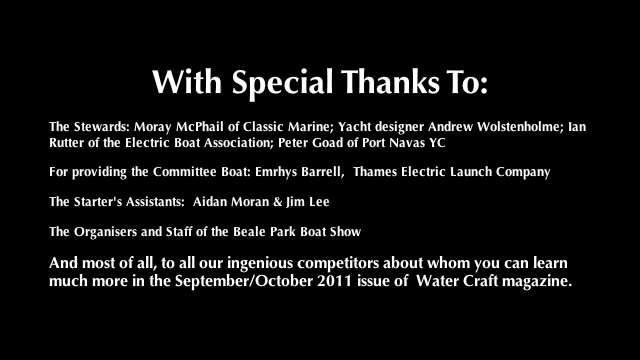 With Special Thanks To:
The Stewards: Moray McPhail of Classic Marine; Yacht designer Andrew Wolstenholme; Ian
Rutter of the Electric Boat Association; Peter Goad of Port Navas YC
For providing the Committee Boat: Emrhys Barrell,  Thames Electric Launch Company
The Starter's Assistants:  Aidan Moran & Jim Lee
The Organisers and Staff of the Beale Park Boat Show
And most of all, to all our ingenious competitors about whom you can learn
much more in the September/October 2011 issue of  Water Craft magazine.